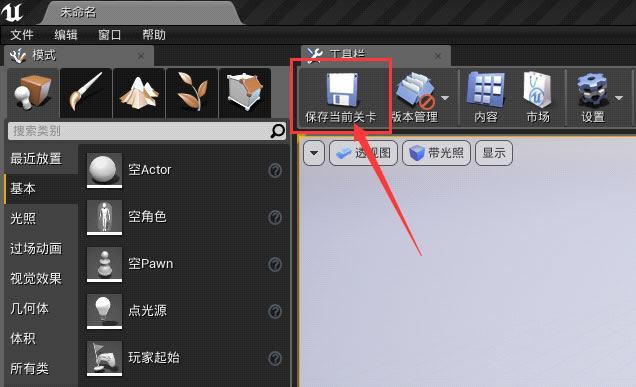 未命名
文件 编辑 窗口 帮助
模式
工具栏
保存当前关卡
版本管理
内容
市场
设置
搜索类别
透视图
带光照
显示
最近放置
基本
光照
过场动画
视觉效果
几何体
体积
所有类
空Actor
空角色
空Pawn
点光源
玩家起始